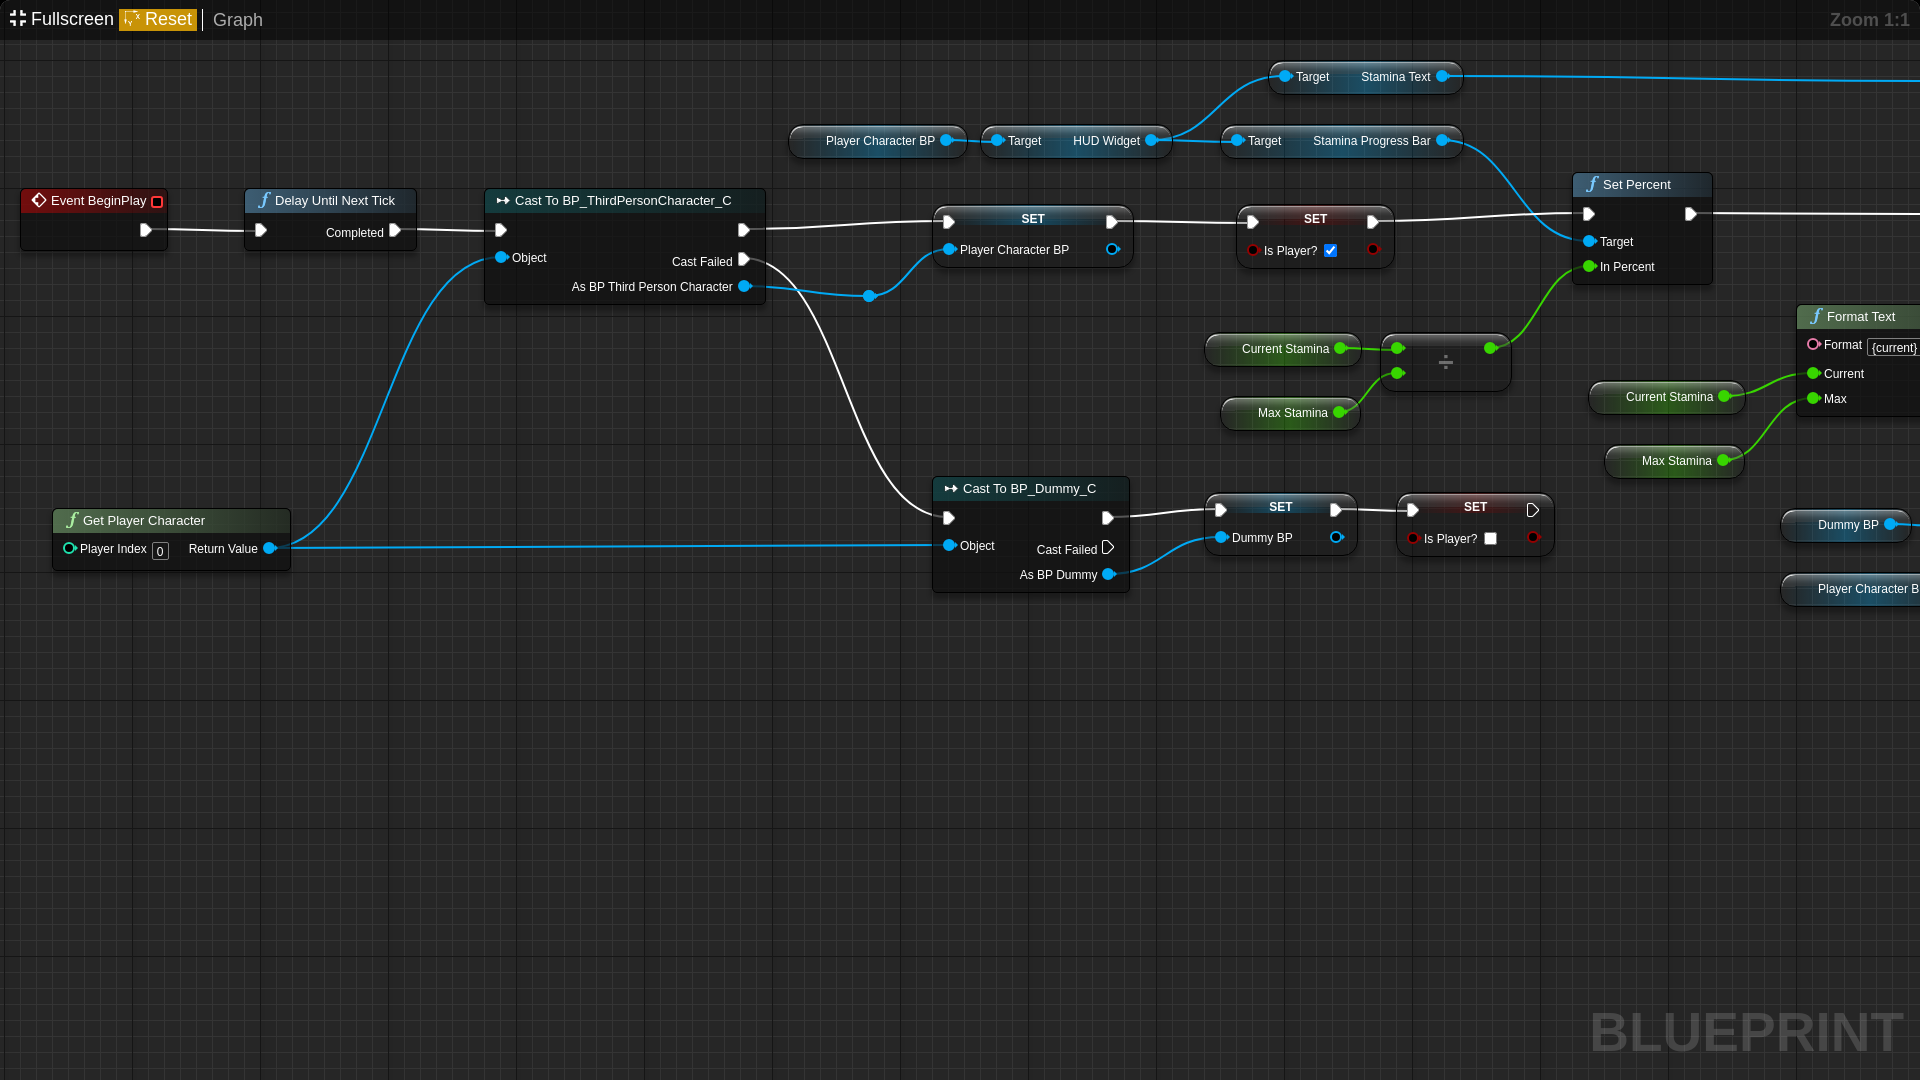 Fullscreen Reset Graph Zoom 1:1
Target Stamina Text
Player Character BP
Target HUD Widget
Target Stamina Progress Bar
Event BeginPlay
Delay Until Next Tick
Completed
Cast To BP_ThirdPersonCharacter_C
Object
Cast Failed
As BP Third Person Character
SET
Player Character BP
SET
Is Player?
Set Percent
Target
In Percent
Current Stamina
÷
Max Stamina
Format Text
Format {current}
Current
Max
Current Stamina
Max Stamina
Get Player Character
Player Index 0 Return Value
Cast To BP_Dummy_C
Object
Cast Failed
As BP Dummy
SET
Dummy BP
SET
Is Player?
Dummy BP
Player Character B
BLUEPRINT